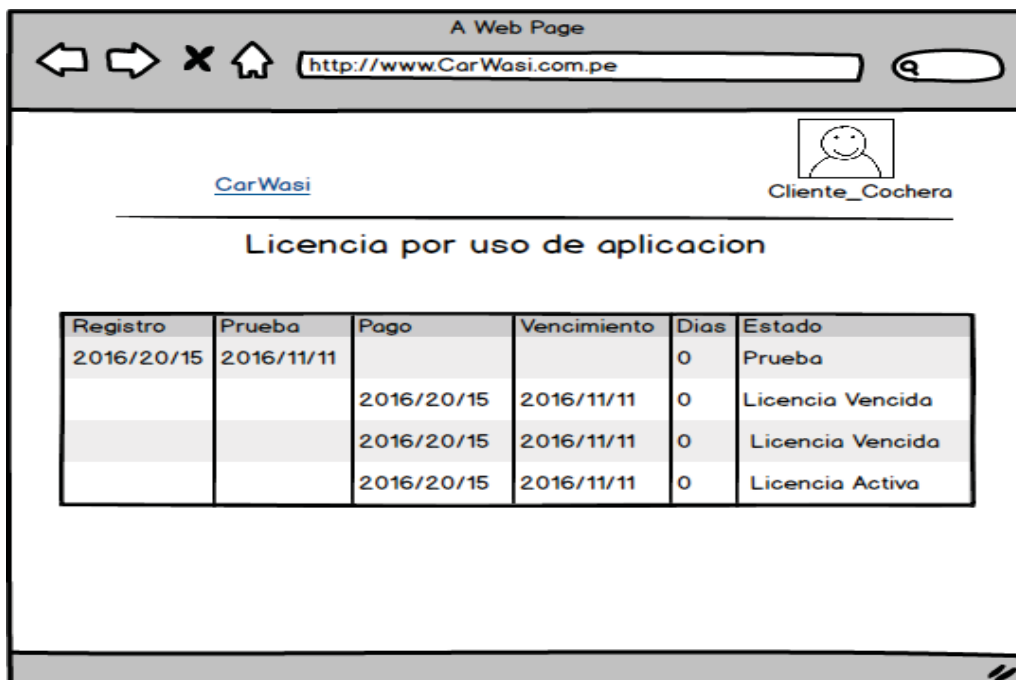 A Web Page
http://www.CarWasi.com.pe
CarWasi
Cliente_Cochera
Licencia por uso de aplicacion
Registro Prueba Pago Vencimiento Dias Estado
2016/20/15 2016/11/11 0 Prueba
2016/20/15 2016/11/11 0 Licencia Vencida
2016/20/15 2016/11/11 0 Licencia Vencida
2016/20/15 2016/11/11 0 Licencia Activa